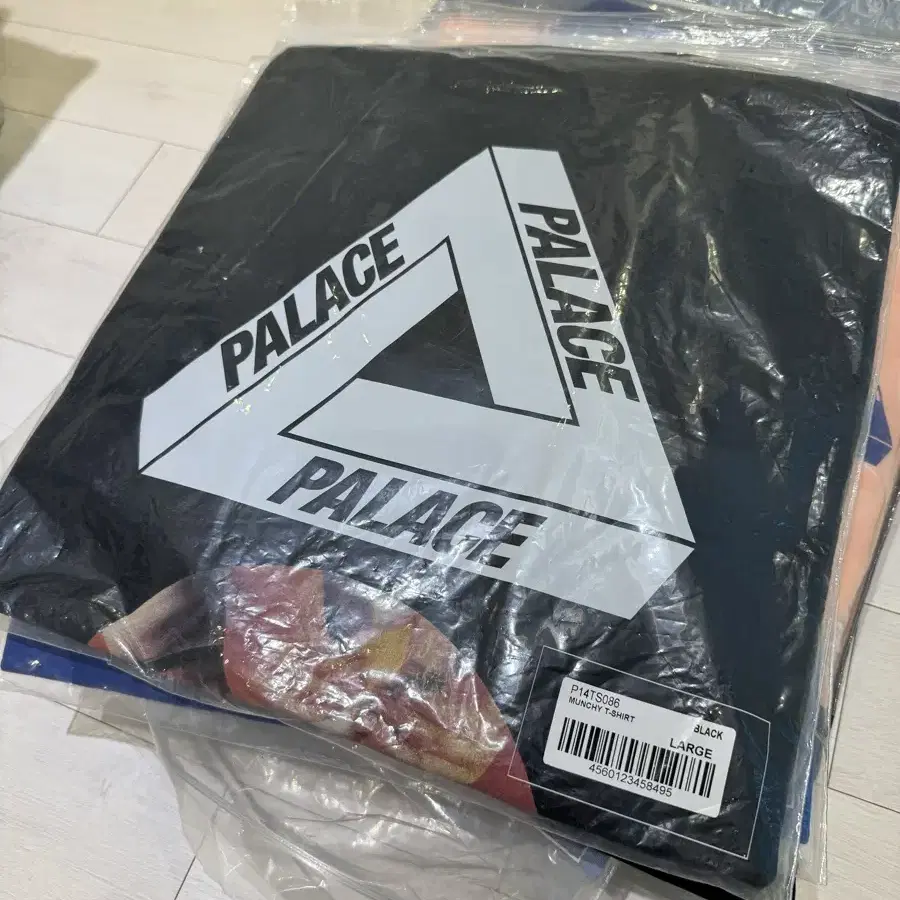 PALACE
PALACE
PALACE
P14TS086
MUNCHY T-SHIRT
BLACK
LARGE
4560123458495